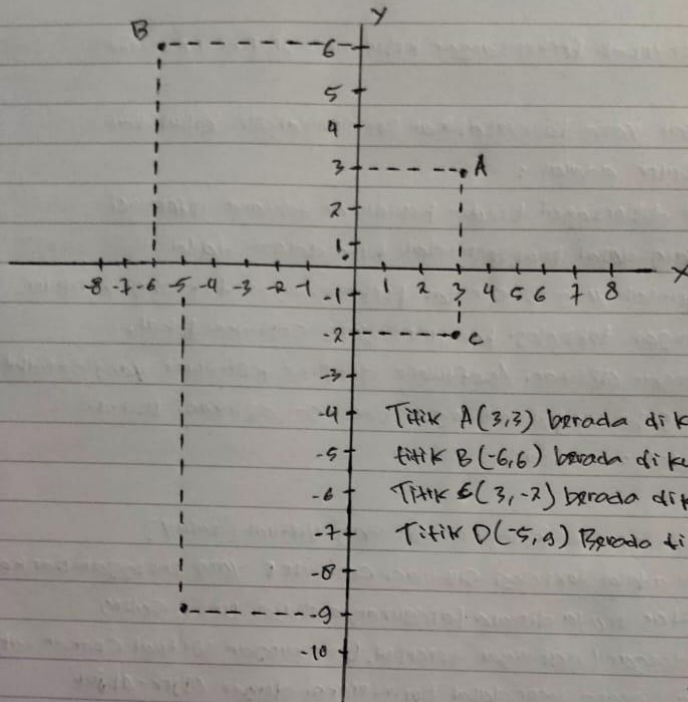 Y
B
6
5
4
3 A
2
1
-8 -7 -6 -5 -4 -3 -2 -1 1 2 3 4 5 6 7 8 X
-1
-2 C
-3
-4 Titik A(3,3) berada di k
-5 titik B(-6,6) berada di ku
-6 Titik C(3,-2) berada di k
-7 Titik D(-5,9) Berada di
-8
-9
-10